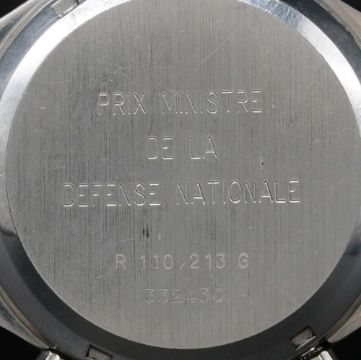 PRIX MINISTRE
DE LA
DEFENSE NATIONALE
R 110.213 G
332430